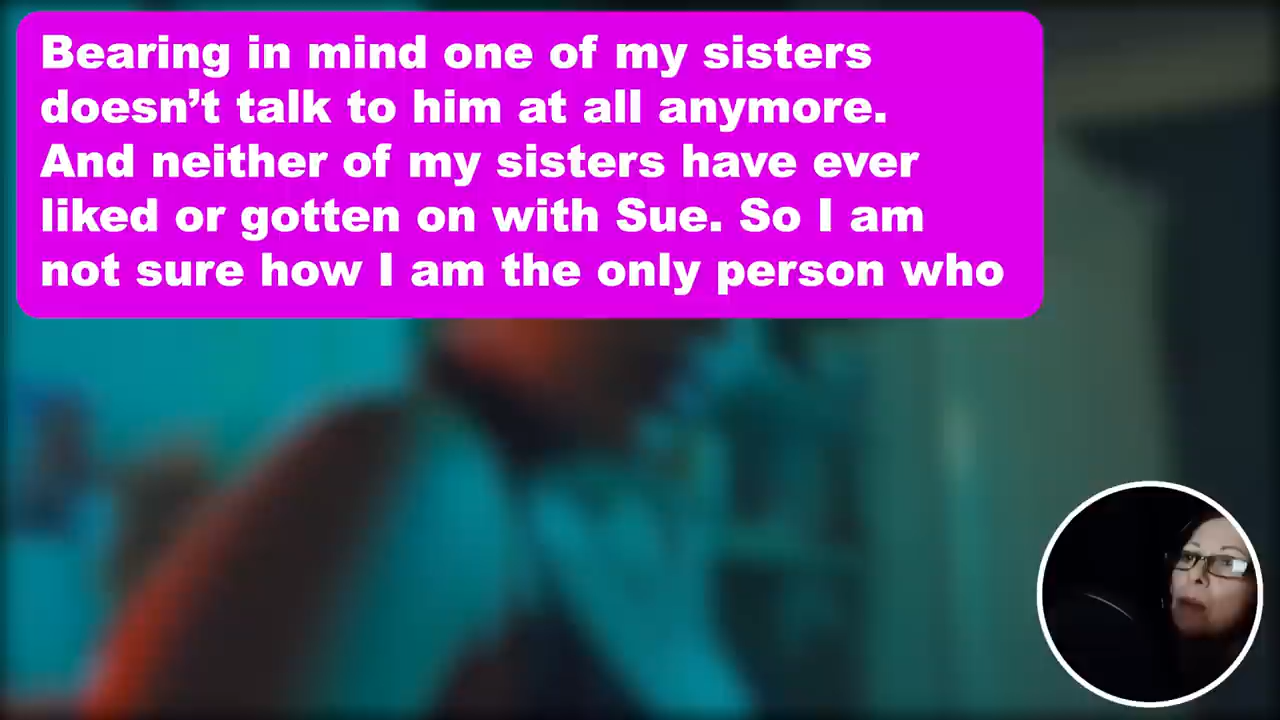 Bearing in mind one of my sisters
doesn’t talk to him at all anymore.
And neither of my sisters have ever
liked or gotten on with Sue. So I am
not sure how I am the only person who